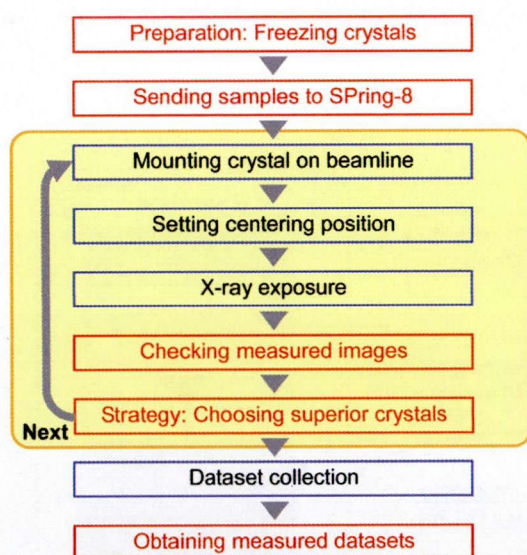 Preparation: Freezing crystals
Sending samples to SPring-8
Mounting crystal on beamline
Setting centering position
X-ray exposure
Checking measured images
Strategy: Choosing superior crystals
Next
Dataset collection
Obtaining measured datasets